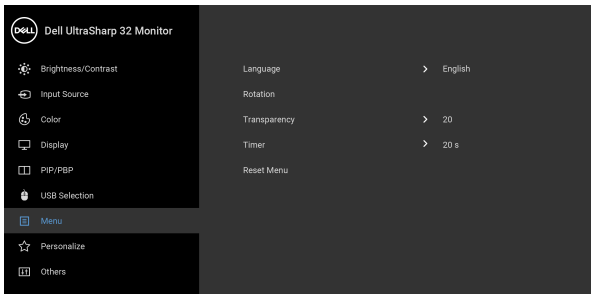 DELL Dell UltraSharp 32 Monitor
Brightness/Contrast
Input Source
Color
Display
PIP/PBP
USB Selection
Menu
Personalize
Others
Language > English
Rotation
Transparency > 20
Timer > 20 s
Reset Menu